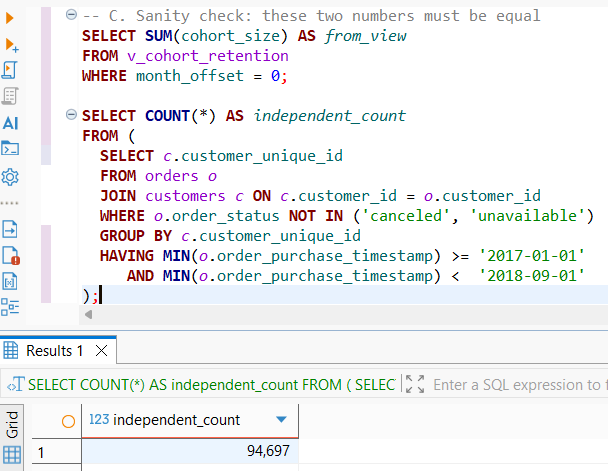 -- C. Sanity check: these two numbers must be equal
SELECT SUM(cohort_size) AS from_view
FROM v_cohort_retention
WHERE month_offset = 0;
SELECT COUNT(*) AS independent_count
FROM (
SELECT c.customer_unique_id
FROM orders o
JOIN customers c ON c.customer_id = o.customer_id
WHERE o.order_status NOT IN ('canceled', 'unavailable')
GROUP BY c.customer_unique_id
HAVING MIN(o.order_purchase_timestamp) >= '2017-01-01'
AND MIN(o.order_purchase_timestamp) < '2018-09-01'
);
AI
Results 1
SELECT COUNT(*) AS independent_count FROM ( SELEC
Enter a SQL expression to f
Grid
123 independent_count
1
94,697